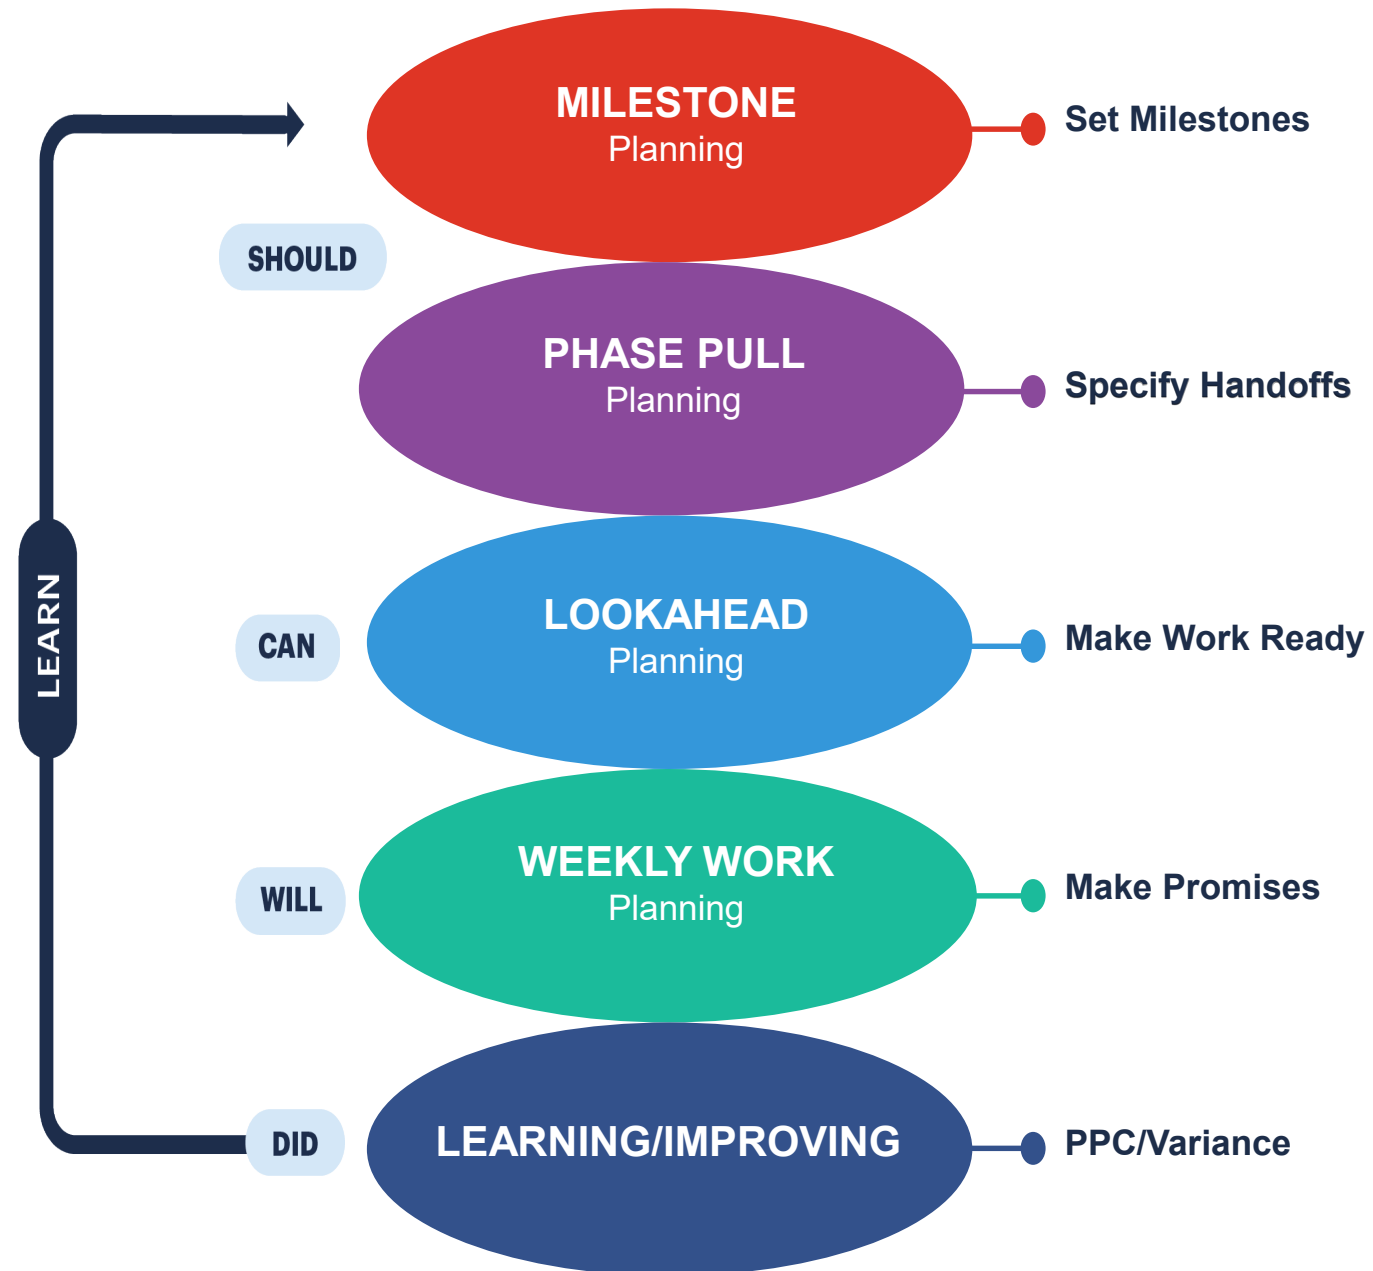 MILESTONE
Planning
Set Milestones
SHOULD
PHASE PULL
Planning
Specify Handoffs
LEARN
CAN
LOOKAHEAD
Planning
Make Work Ready
WILL
WEEKLY WORK
Planning
Make Promises
DID
LEARNING/IMPROVING
PPC/Variance